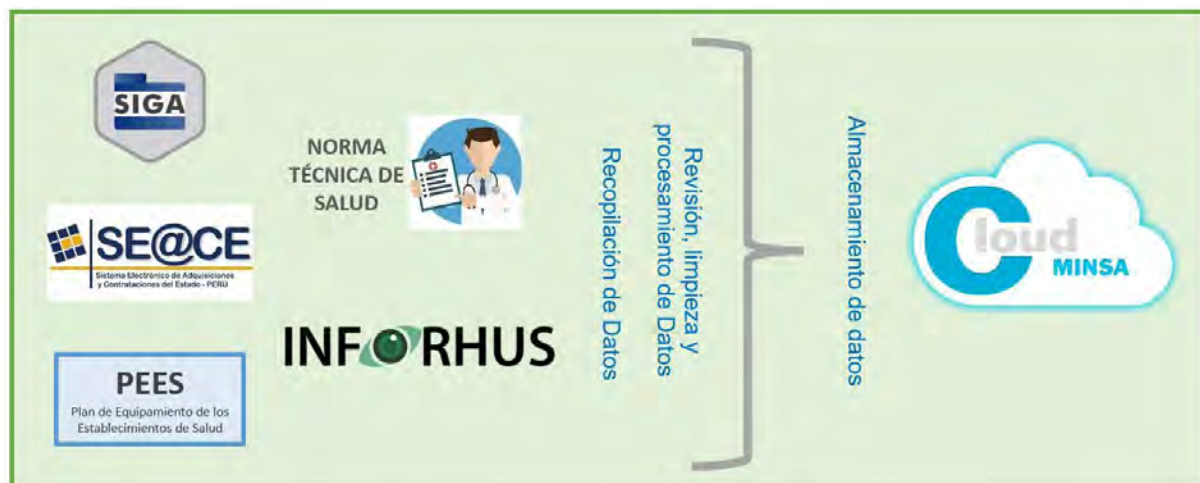 SIGA
SE@CE
Sistema Electrónico de Adquisiciones
y Contrataciones del Estado - PERÚ
PEES
Plan de Equipamiento de los
Establecimientos de Salud
NORMA
TÉCNICA DE
SALUD
INFORHUS
Recopilación de Datos
Revisión, limpieza y
procesamiento de Datos
Almacenamiento de datos
Cloud
MINSA